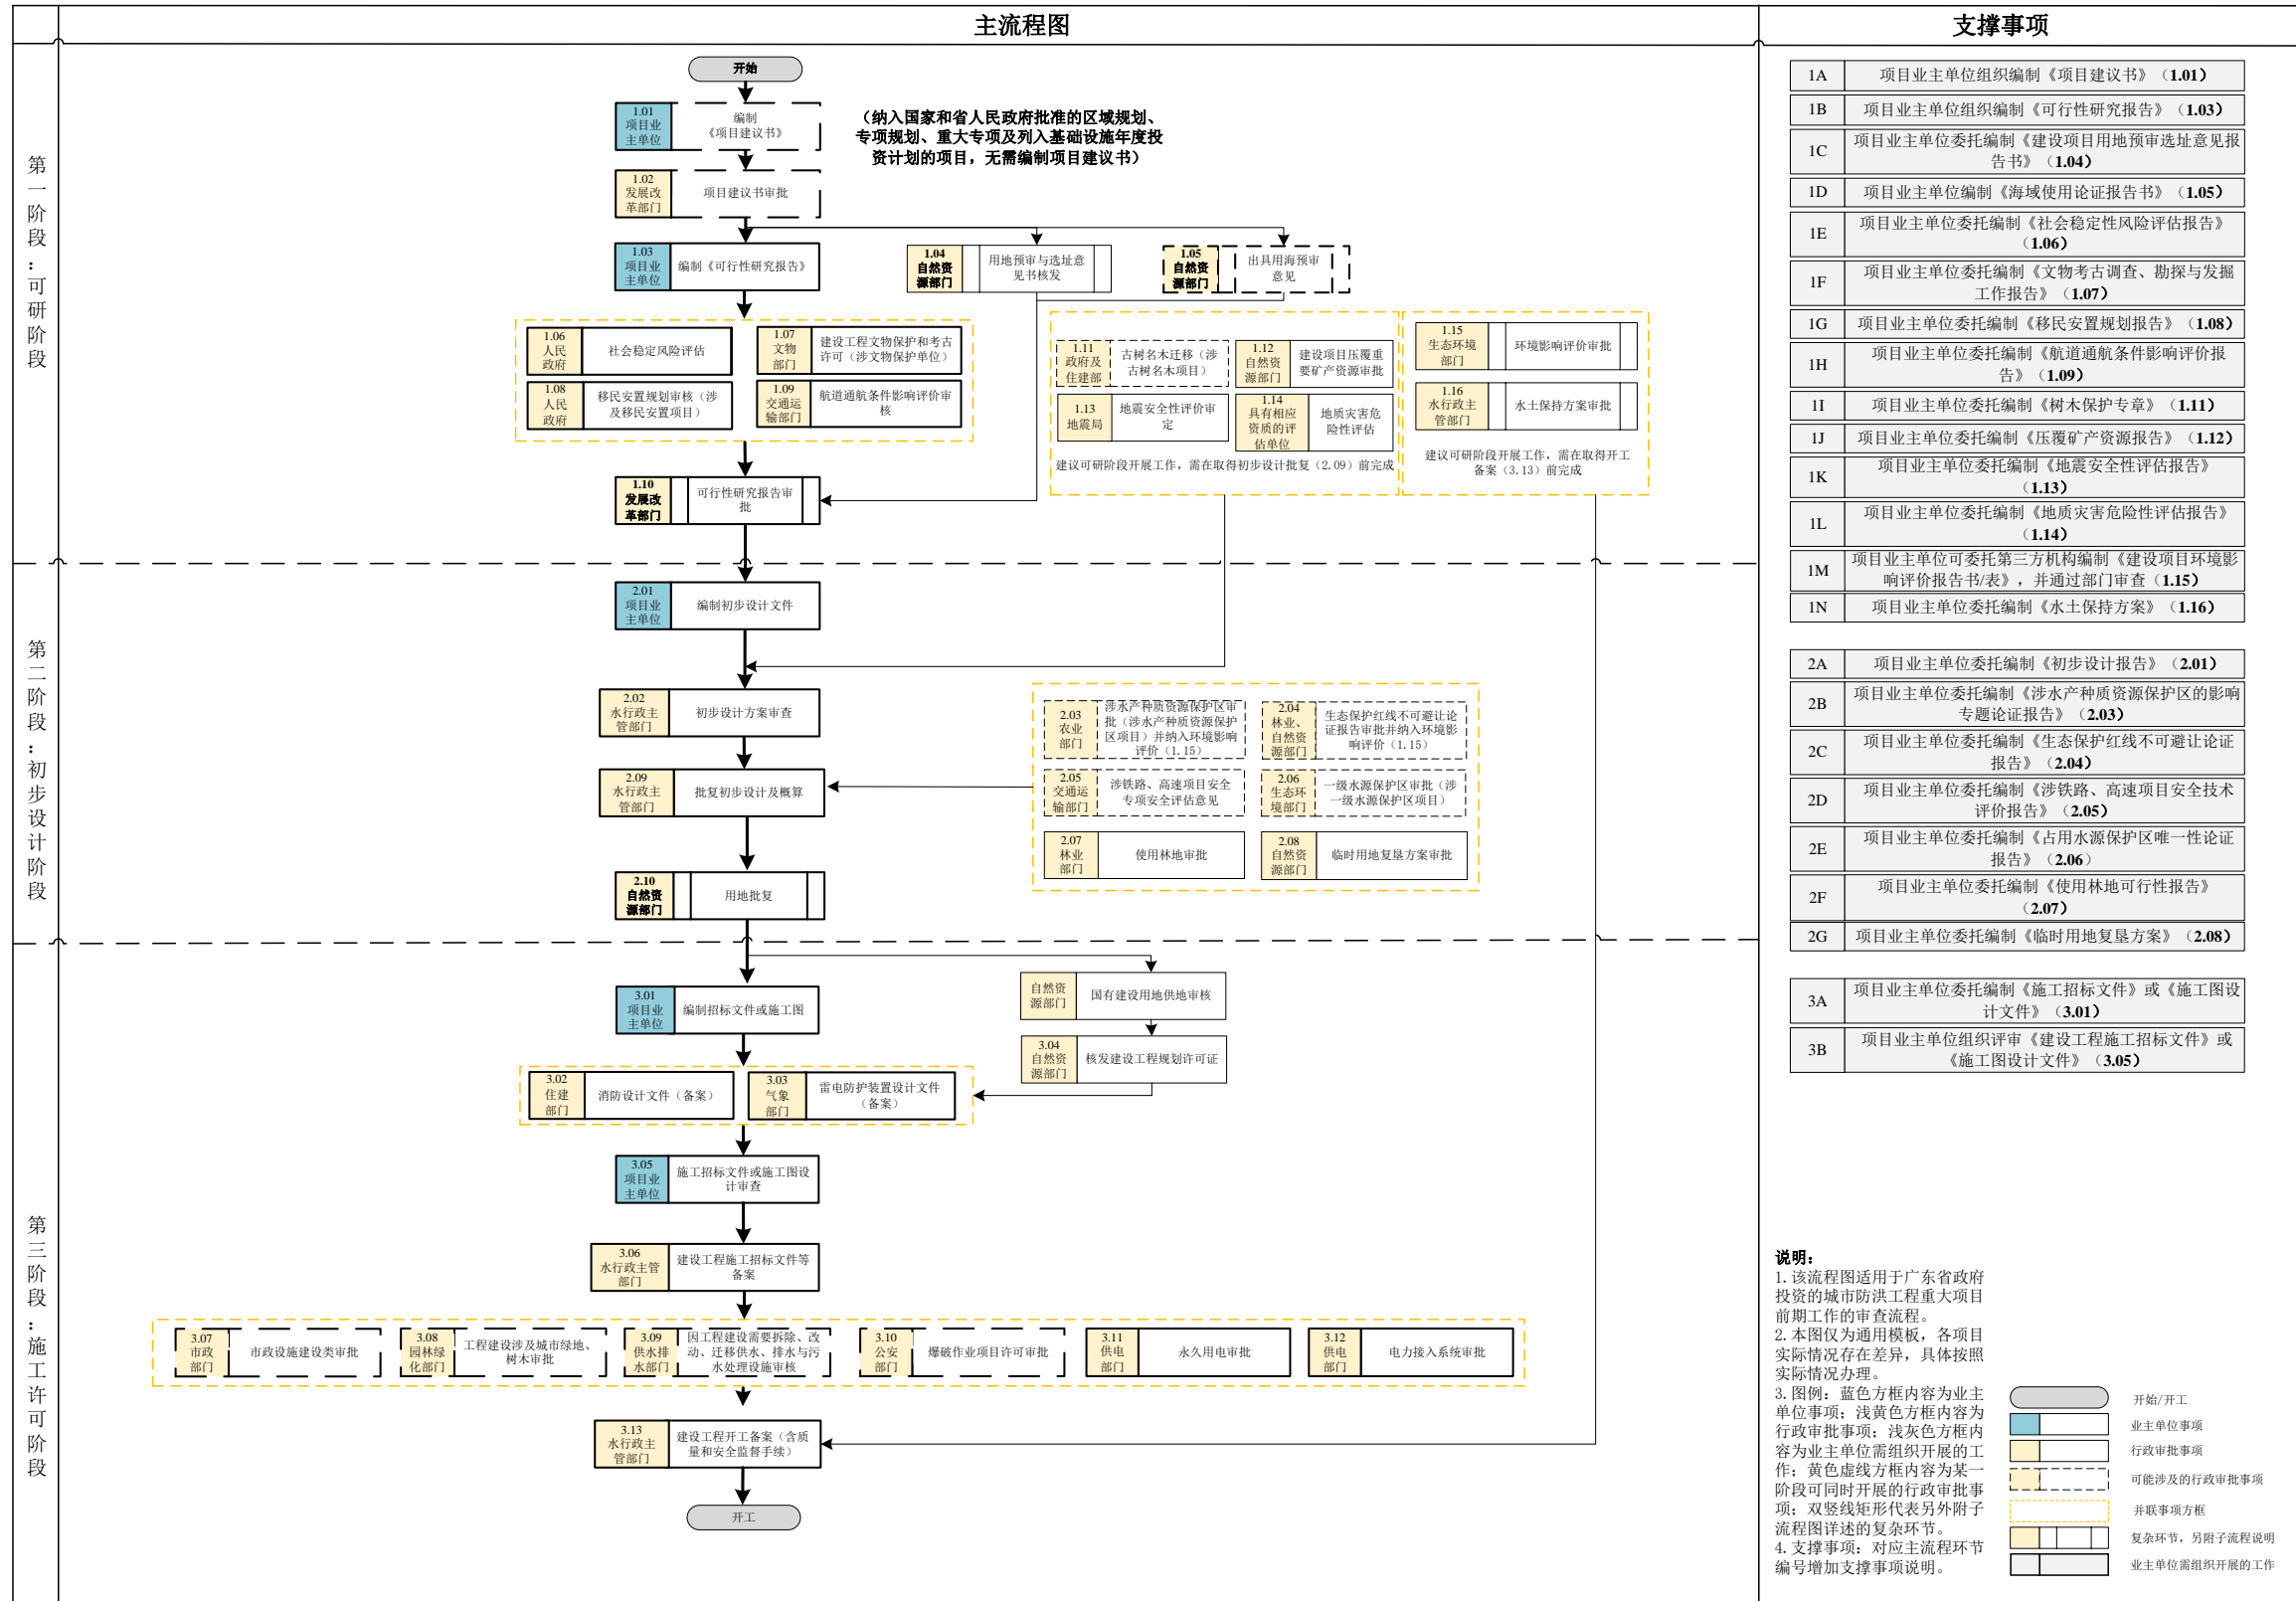 主流程图
支撑事项
第一阶段：可研阶段
开始
1.01
项目业
主单位
编制
《项目建议书》
（纳入国家和省人民政府批准的区域规划、
专项规划、重大专项及列入基础设施年度投
资计划的项目，无需编制项目建议书）
1.02
发展改
革部门
项目建议书审批
1.03
项目业
主单位
编制《可行性研究报告》
1.04
自然资
源部门
用地预审与选址意
见书核发
1.05
自然资
源部门
出具用海预审
意见
1.06
人民
政府
社会稳定风险评估
1.07
文物
部门
建设工程文物保护和考古
许可（涉文物保护单位）
1.08
人民
政府
移民安置规划审核（涉
及移民安置项目）
1.09
交通运
输部门
航道通航条件影响评价审
核
1.11
政府及
住建部
古树名木迁移（涉
古树名木项目）
1.12
自然资
源部门
建设项目压覆重
要矿产资源审批
1.13
地震局
地震安全性评价审
定
1.14
具有相应
资质的评
估单位
地质灾害危
险性评估
建议可研阶段开展工作，需在取得初步设计批复（2.09）前完成
1.15
生态环境
部门
环境影响评价审批
1.16
水行政主
管部门
水土保持方案审批
建议可研阶段开展工作，需在取得开工
备案（3.13）前完成
1.10
发展改
革部门
可行性研究报告审
批
第二阶段：初步设计阶段
2.01
项目业
主单位
编制初步设计文件
2.02
水行政主
管部门
初步设计方案审查
2.03
农业
部门
涉水产种质资源保护区审
批（涉水产种质资源保护
区项目）并纳入环境影响
评价（1.15）
2.04
林业、
自然资
源部门
生态保护红线不可避让论
证报告审批并纳入环境影
响评价（1.15）
2.05
交通运
输部门
涉铁路、高速项目安全
专项安全评估意见
2.06
生态环
境部门
一级水源保护区审批（涉
一级水源保护区项目）
2.07
林业
部门
使用林地审批
2.08
自然资
源部门
临时用地复垦方案审批
2.09
水行政主
管部门
批复初步设计及概算
2.10
自然资
源部门
用地批复
第三阶段：施工许可阶段
3.01
项目业
主单位
编制招标文件或施工图
自然资
源部门
国有建设用地供地审核
3.04
自然资
源部门
核发建设工程规划许可证
3.02
住建
部门
消防设计文件（备案）
3.03
气象
部门
雷电防护装置设计文件
（备案）
3.05
项目业
主单位
施工招标文件或施工图设
计审查
3.06
水行政主管
部门
建设工程施工招标文件等
备案
3.07
市政
部门
市政设施建设类审批
3.08
园林绿
化部门
工程建设涉及城市绿地、
树木审批
3.09
供水排
水部门
因工程建设需要拆除、改
动、迁移供水、排水与污
水处理设施审核
3.10
公安
部门
爆破作业项目许可审批
3.11
供电
部门
永久用电审批
3.12
供电
部门
电力接入系统审批
3.13
水行政主
管部门
建设工程开工备案（含质
量和安全监督手续）
开工
1A
项目业主单位组织编制《项目建议书》（1.01）
1B
项目业主单位组织编制《可行性研究报告》（1.03）
1C
项目业主单位委托编制《建设项目用地预审选址意见报
告书》（1.04）
1D
项目业主单位编制《海域使用论证报告书》（1.05）
1E
项目业主单位委托编制《社会稳定性风险评估报告》
（1.06）
1F
项目业主单位委托编制《文物考古调查、勘探与发掘
工作报告》（1.07）
1G
项目业主单位委托编制《移民安置规划报告》（1.08）
1H
项目业主单位委托编制《航道通航条件影响评价报
告》（1.09）
1I
项目业主单位委托编制《树木保护专章》（1.11）
1J
项目业主单位委托编制《压覆矿产资源报告》（1.12）
1K
项目业主单位委托编制《地震安全性评估报告》
（1.13）
1L
项目业主单位委托编制《地质灾害危险性评估报告》
（1.14）
1M
项目业主单位可委托第三方机构编制《建设项目环境影
响评价报告书/表》，并通过部门审查（1.15）
1N
项目业主单位委托编制《水土保持方案》（1.16）
2A
项目业主单位委托编制《初步设计报告》（2.01）
2B
项目业主单位委托编制《涉水产种质资源保护区的影响
专题论证报告》（2.03）
2C
项目业主单位委托编制《生态保护红线不可避让论证
报告》（2.04）
2D
项目业主单位委托编制《涉铁路、高速项目安全技术
评价报告》（2.05）
2E
项目业主单位委托编制《占用水源保护区唯一性论证
报告》（2.06）
2F
项目业主单位委托编制《使用林地可行性报告》
（2.07）
2G
项目业主单位委托编制《临时用地复垦方案》（2.08）
3A
项目业主单位委托编制《施工招标文件》或《施工图设
计文件》（3.01）
3B
项目业主单位组织评审《建设工程施工招标文件》或
《施工图设计文件》（3.05）
说明：
1.该流程图适用于广东省政府
投资的城市防洪工程重大项目
前期工作的审查流程。
2.本图仅为通用模板，各项目
实际情况存在差异，具体按照
实际情况办理。
3.图例：蓝色方框内容为业主
单位事项；浅黄色方框内容为
行政审批事项；浅灰色方框内
容为业主单位需组织开展的工
作；黄色虚线方框内容为某一
阶段可同时开展的行政审批事
项；双竖线矩形代表另外附子
流程图详述的复杂环节。
4.支撑事项：对应主流程环节
编号增加支撑事项说明。
开始/开工
业主单位事项
行政审批事项
可能涉及的行政审批事项
并联事项方框
复杂环节，另附子流程说明
业主单位需组织开展的工作